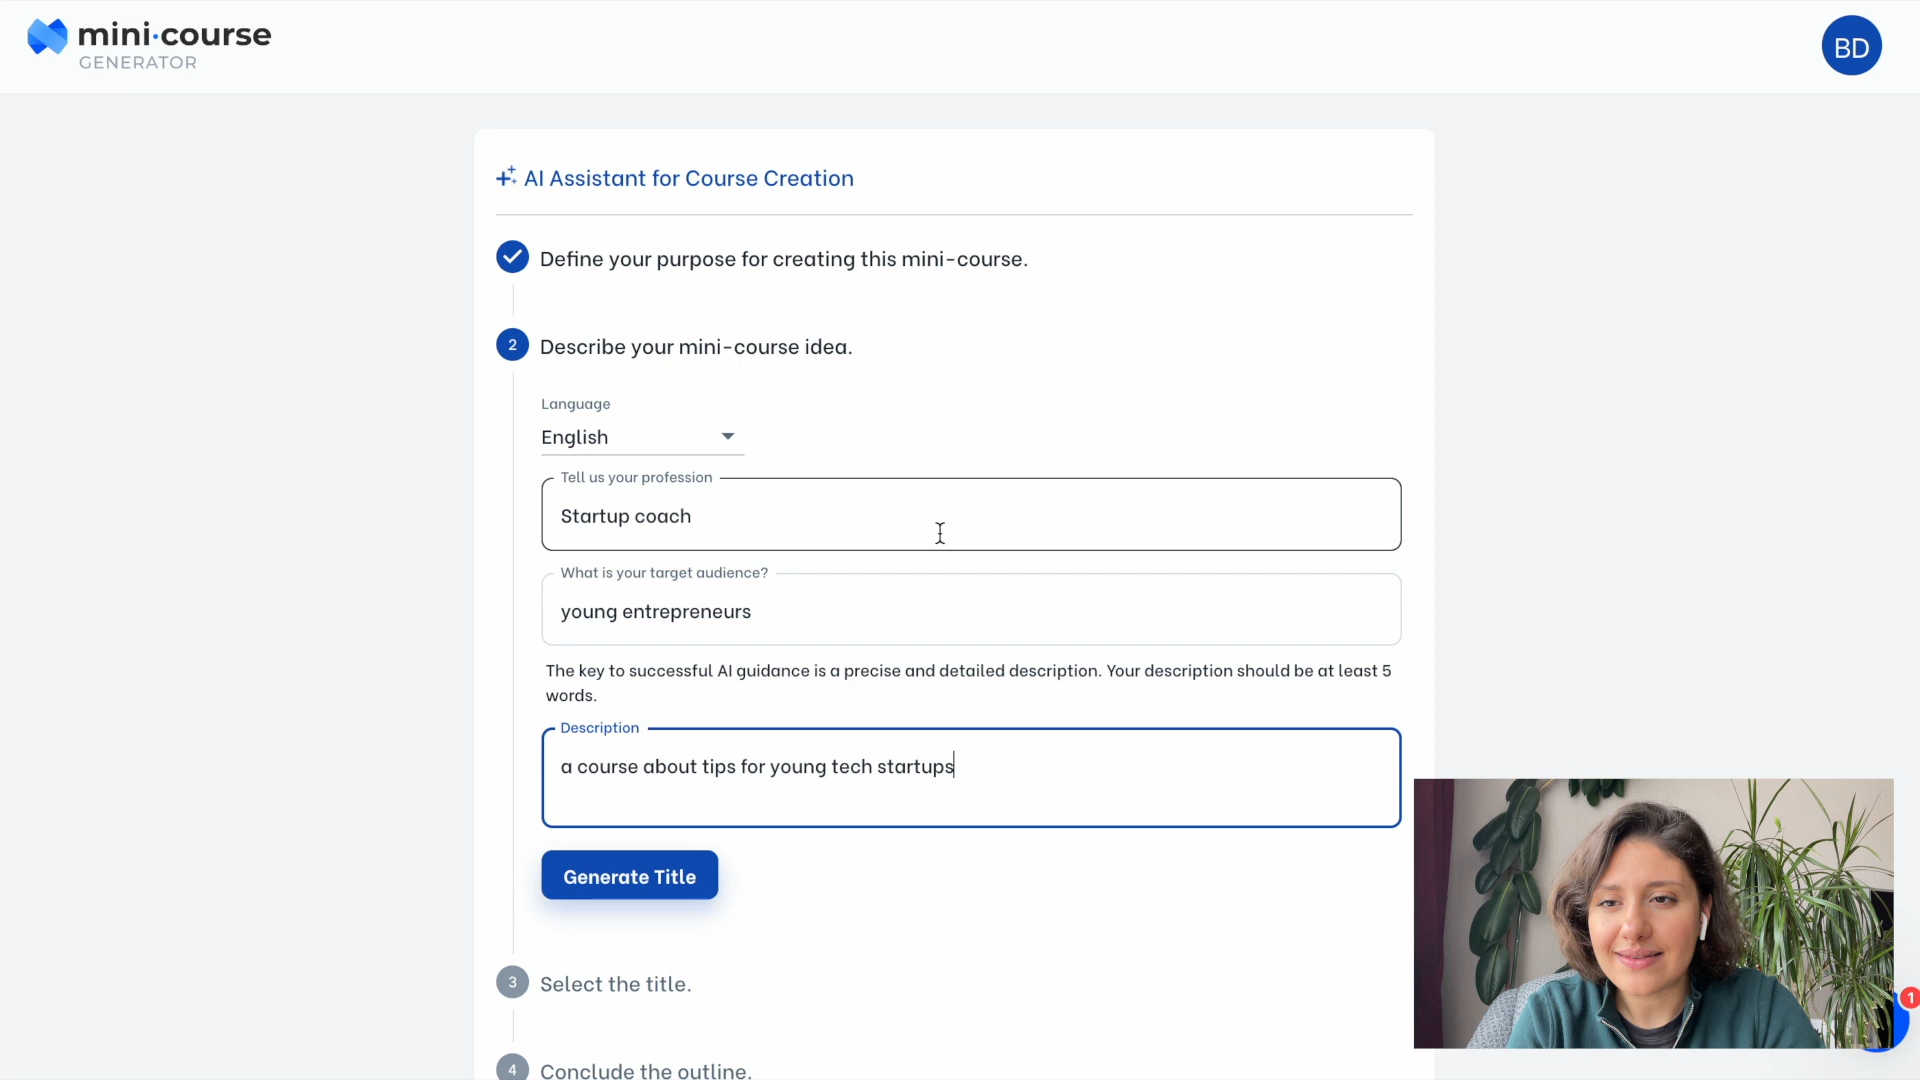 mini·course
GENERATOR
BD
AI Assistant for Course Creation
Define your purpose for creating this mini-course.
2
Describe your mini-course idea.
Language
English
Tell us your profession
Startup coach
What is your target audience?
young entrepreneurs
The key to successful AI guidance is a precise and detailed description. Your description should be at least 5
words.
Description
a course about tips for young tech startups
Generate Title
3
Select the title.
1
4
Conclude the outline.